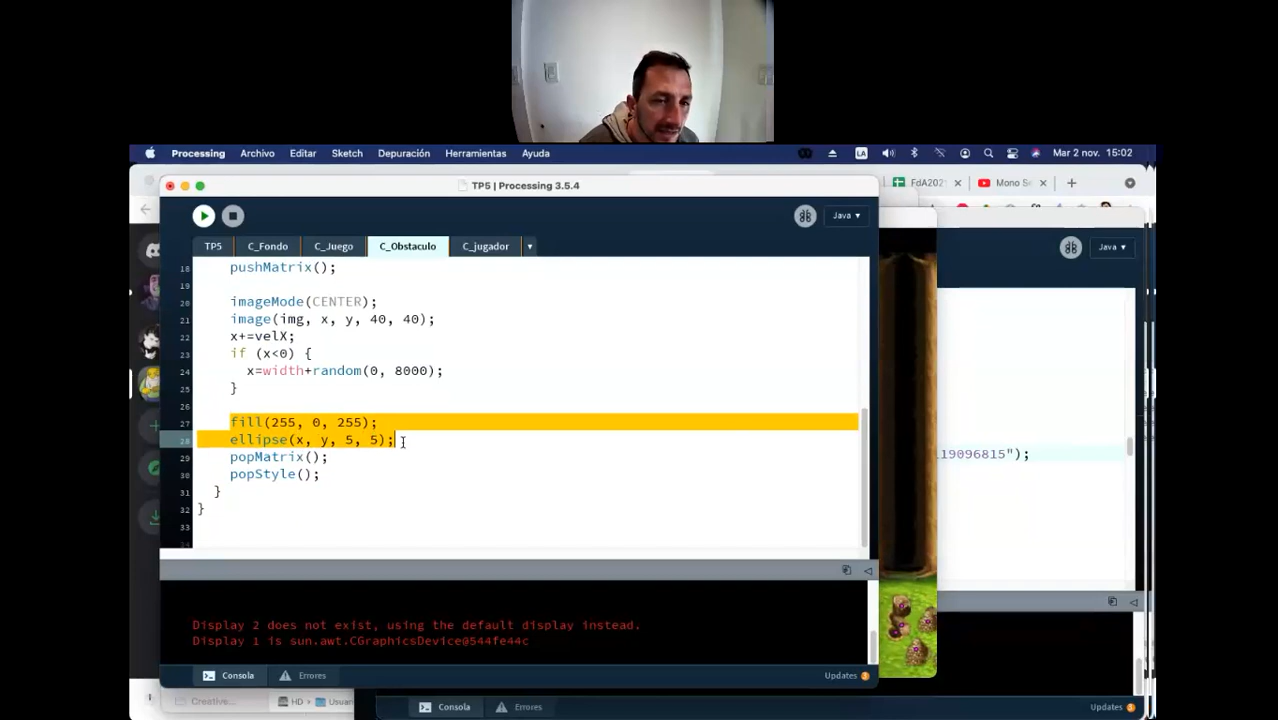 Processing Archivo Editar Sketch Depuración Herramientas Ayuda LA Mar 2 nov. 15:02
FdA2021 Mono S
TP5 | Processing 3.5.4
Java
Java
TP5 C_Fondo C_Juego C_Obstaculo C_jugador
18 pushMatrix();
19
20 imageMode(CENTER);
21 image(img, x, y, 40, 40);
22 x+=velX;
23 if (x<0) {
24 x=width+random(0, 8000);
25 }
26
27 fill(255, 0, 255);
28 ellipse(x, y, 5, 5);
29 popMatrix();
30 popStyle();
31 }
32 }
33
19096815");
Display 2 does not exist, using the default display instead.
Display 1 is sun.awt.CGraphicsDevice@544fe44c
Consola Errores Updates 3
Creative... HD Usuar
Consola Errores Updates 3